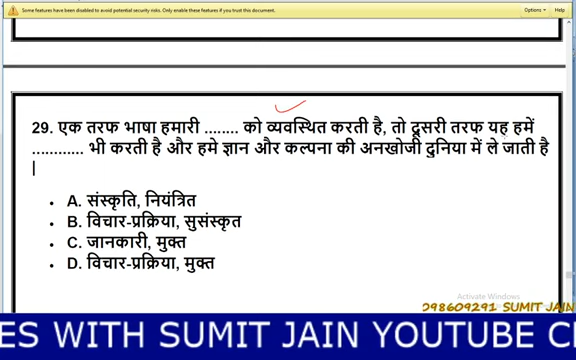 Some features have been disabled to avoid potential security risks. Only enable these features if you trust this document.
Options
Help
29. एक तरफ भाषा हमारी ........ को व्यवस्थित करती है, तो दूसरी तरफ यह हमें
............ भी करती है और हमे ज्ञान और कल्पना की अनखोजी दुनिया में ले जाती है
A. संस्कृति, नियंत्रित
B. विचार-प्रक्रिया, सुसंस्कृत
C. जानकारी, मुक्त
D. विचार-प्रक्रिया, मुक्त
Activate Windows
098609291 SUMIT JAIN
ES WITH SUMIT JAIN YOUTUBE